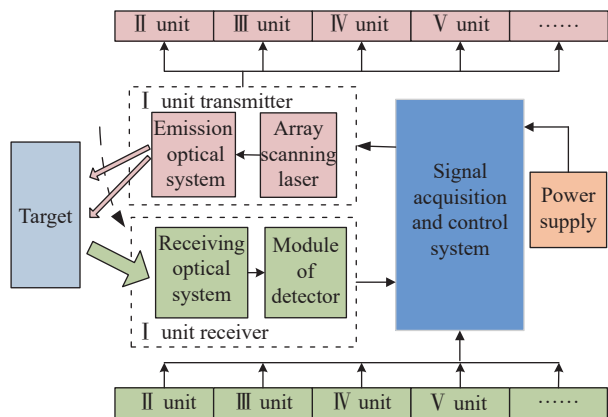 Ⅱ unit Ⅲ unit Ⅳ unit Ⅴ unit ……
Ⅰ unit transmitter
Emission
optical
system
Array
scanning
laser
Target
Signal
acquisition
and control
system
Power
supply
Receiving
optical
system
Module
of
detector
Ⅰ unit receiver
Ⅱ unit Ⅲ unit Ⅳ unit Ⅴ unit ……